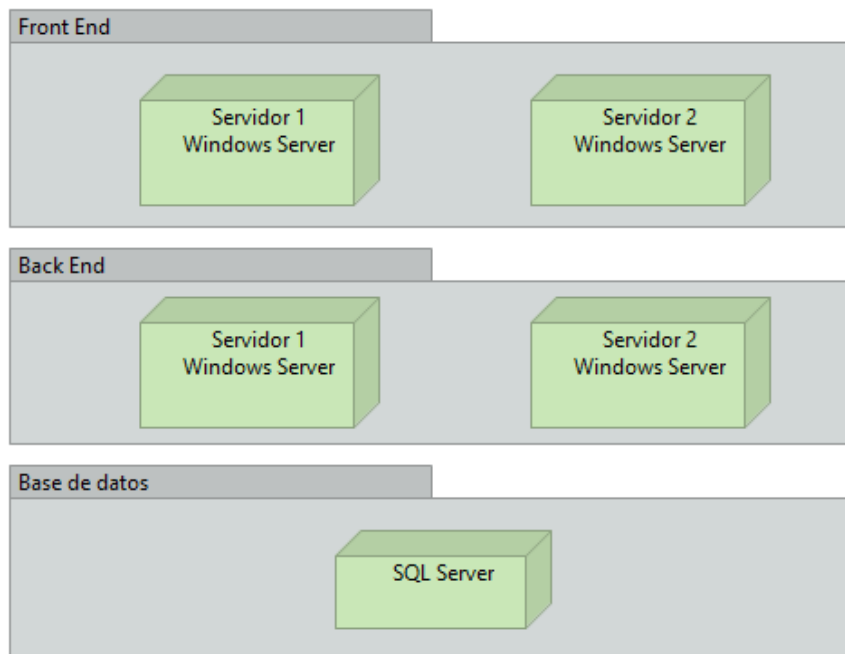 Front End
Servidor 1
Windows Server
Servidor 2
Windows Server
Back End
Servidor 1
Windows Server
Servidor 2
Windows Server
Base de datos
SQL Server